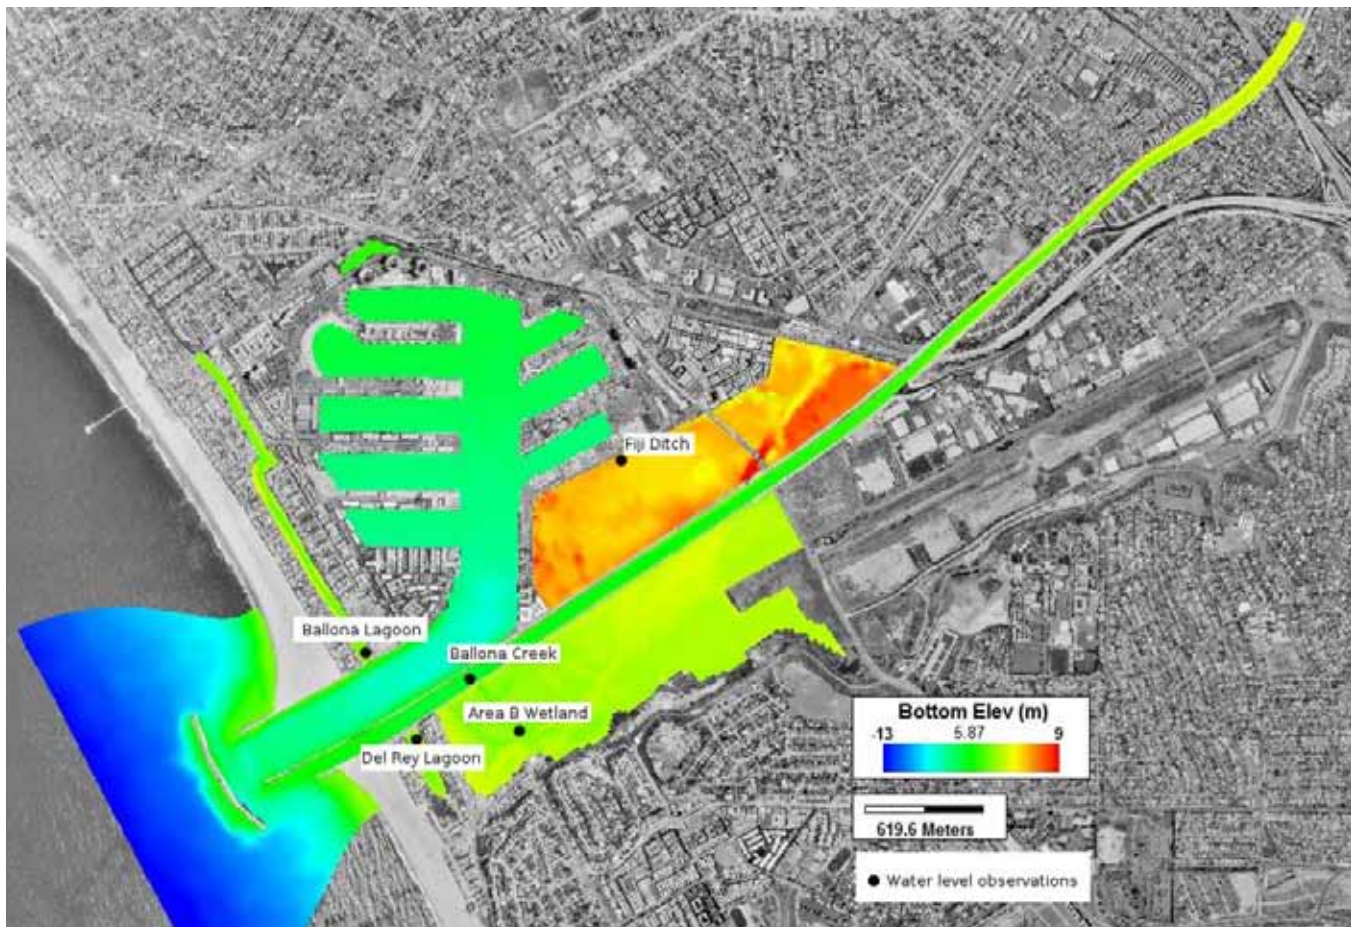 Fiji Ditch
Ballona Lagoon
Ballona Creek
Area B Wetland
Del Rey Lagoon
Bottom Elev (m)
-13 5.87 9
619.6 Meters
Water level observations